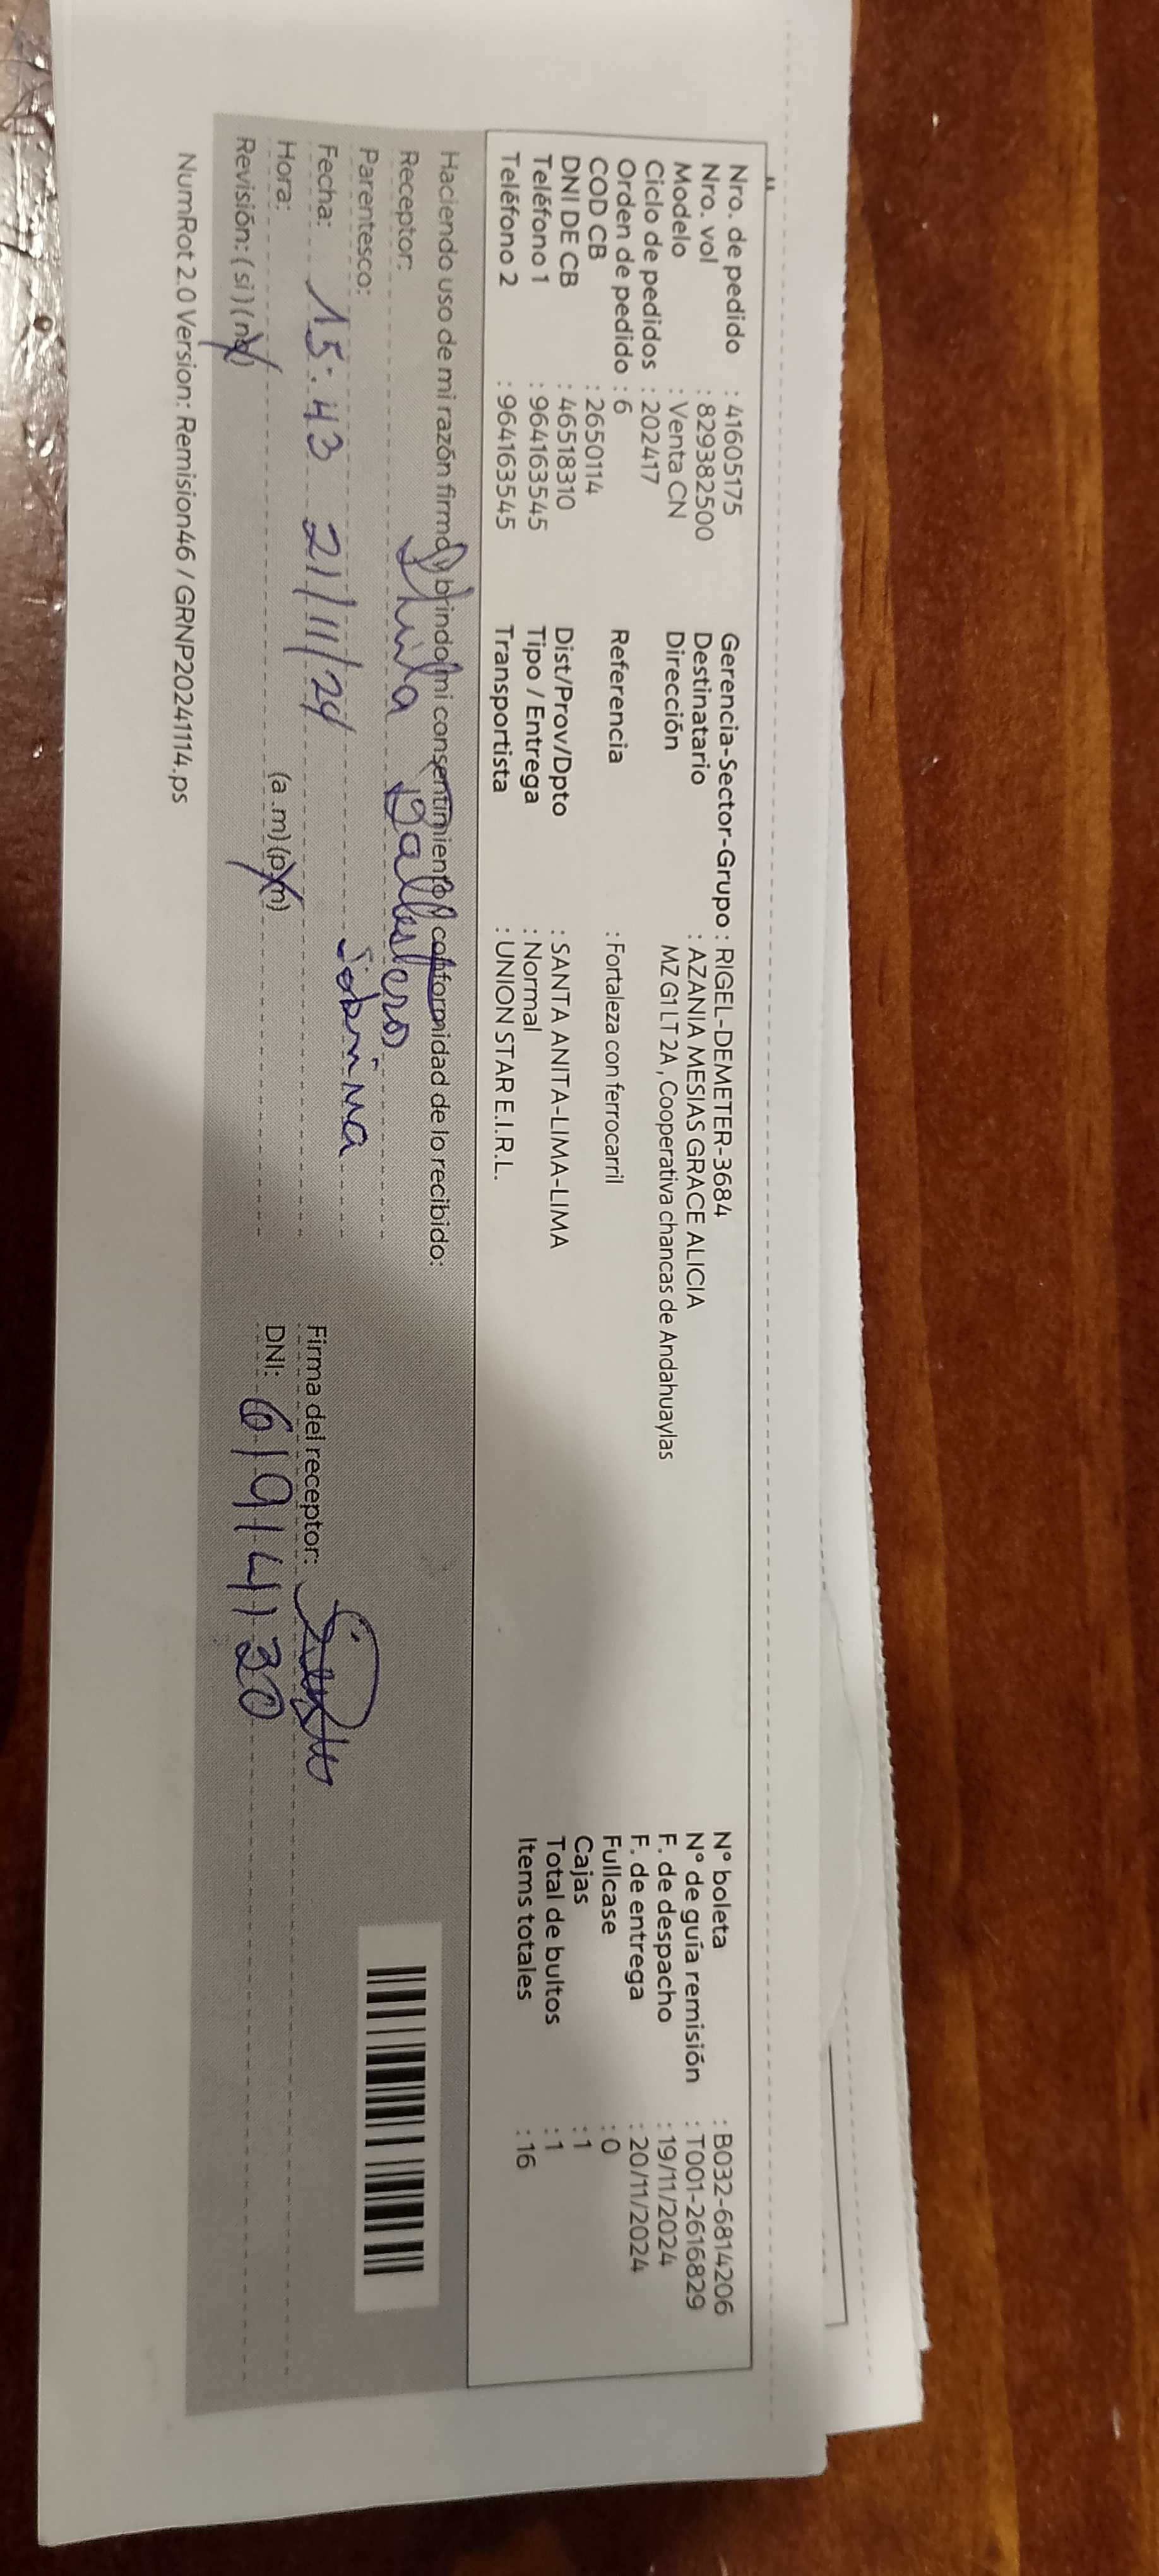 Nro. de pedido : 41605175
Nro. vol : 829382500
Modelo : Venta CN
Ciclo de pedidos : 202417
Orden de pedido : 6
COD CB : 2650114
DNI DE CB : 46518310
Teléfono 1 : 964163545
Teléfono 2 : 964163545
Gerencia-Sector-Grupo : RIGEL-DEMETER-3684
Destinatario : AZANIA MESIAS GRACE ALICIA
Dirección MZ G1 LT 2A , Cooperativa chancas de Andahuaylas
Referencia : Fortaleza con ferrocarril
Dist/Prov/Dpto : SANTA ANITA-LIMA-LIMA
Tipo / Entrega : Normal
Transportista : UNION STAR E.I.R.L.
N° boleta : B032-6814206
N° de guía remisión : T001-2616829
F. de despacho : 19/11/2024
F. de entrega : 20/11/2024
Fullcase : 0
Cajas : 1
Total de bultos : 1
Items totales : 16
Haciendo uso de mi razón firmo y brindo mi consentimiento y conformidad de lo recibido:
Receptor: Ballesteros
Parentesco: Sobrina
Fecha: 15:43 21/11/24
Hora: (a.m) (p.m)
Revisión: (si) (no)
Firma del receptor:
DNI: 61914130
NumRot 2.0 Version: Remision46 / GRNP20241114.ps